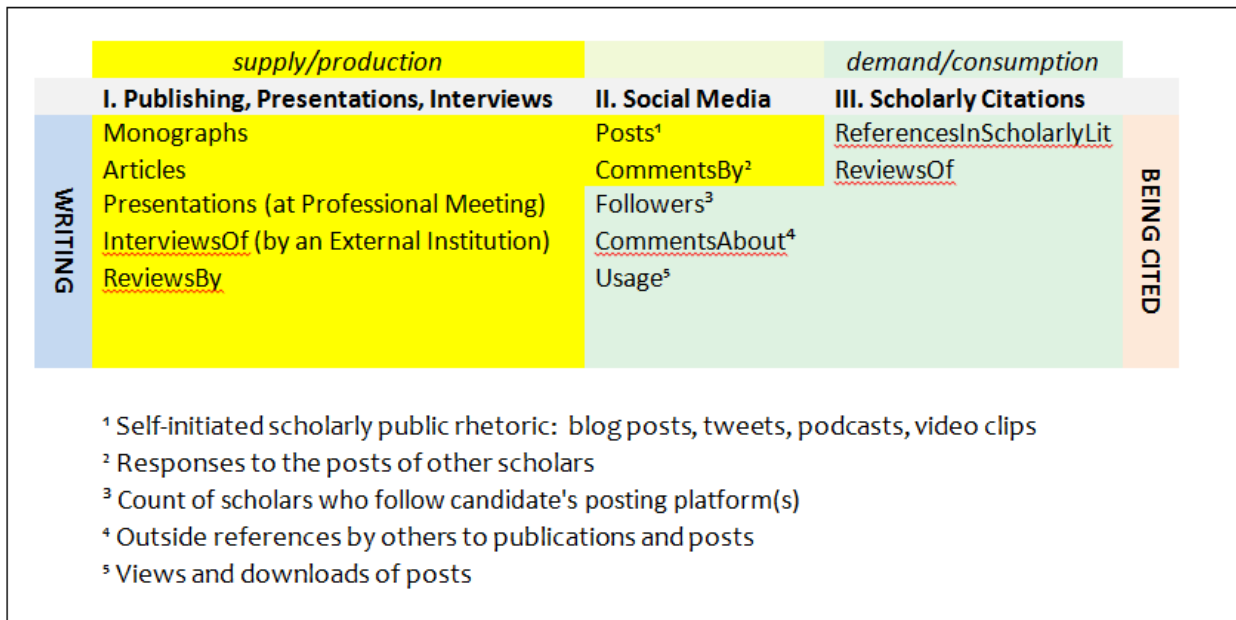 supply/production demand/consumption
I. Publishing, Presentations, Interviews II. Social Media III. Scholarly Citations
WRITING
Monographs Posts¹ ReferencesInScholarlyLit
Articles CommentsBy² ReviewsOf
Presentations (at Professional Meeting) Followers³
InterviewsOf (by an External Institution) CommentsAbout⁴
ReviewsBy Usage⁵
BEING CITED
¹ Self-initiated scholarly public rhetoric: blog posts, tweets, podcasts, video clips
² Responses to the posts of other scholars
³ Count of scholars who follow candidate's posting platform(s)
⁴ Outside references by others to publications and posts
⁵ Views and downloads of posts